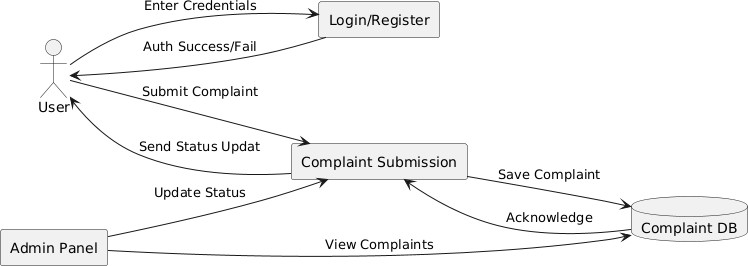 Enter Credentials
Login/Register
Auth Success/Fail
User
Submit Complaint
Send Status Updat
Complaint Submission
Save Complaint
Update Status
Acknowledge
Complaint DB
Admin Panel
View Complaints